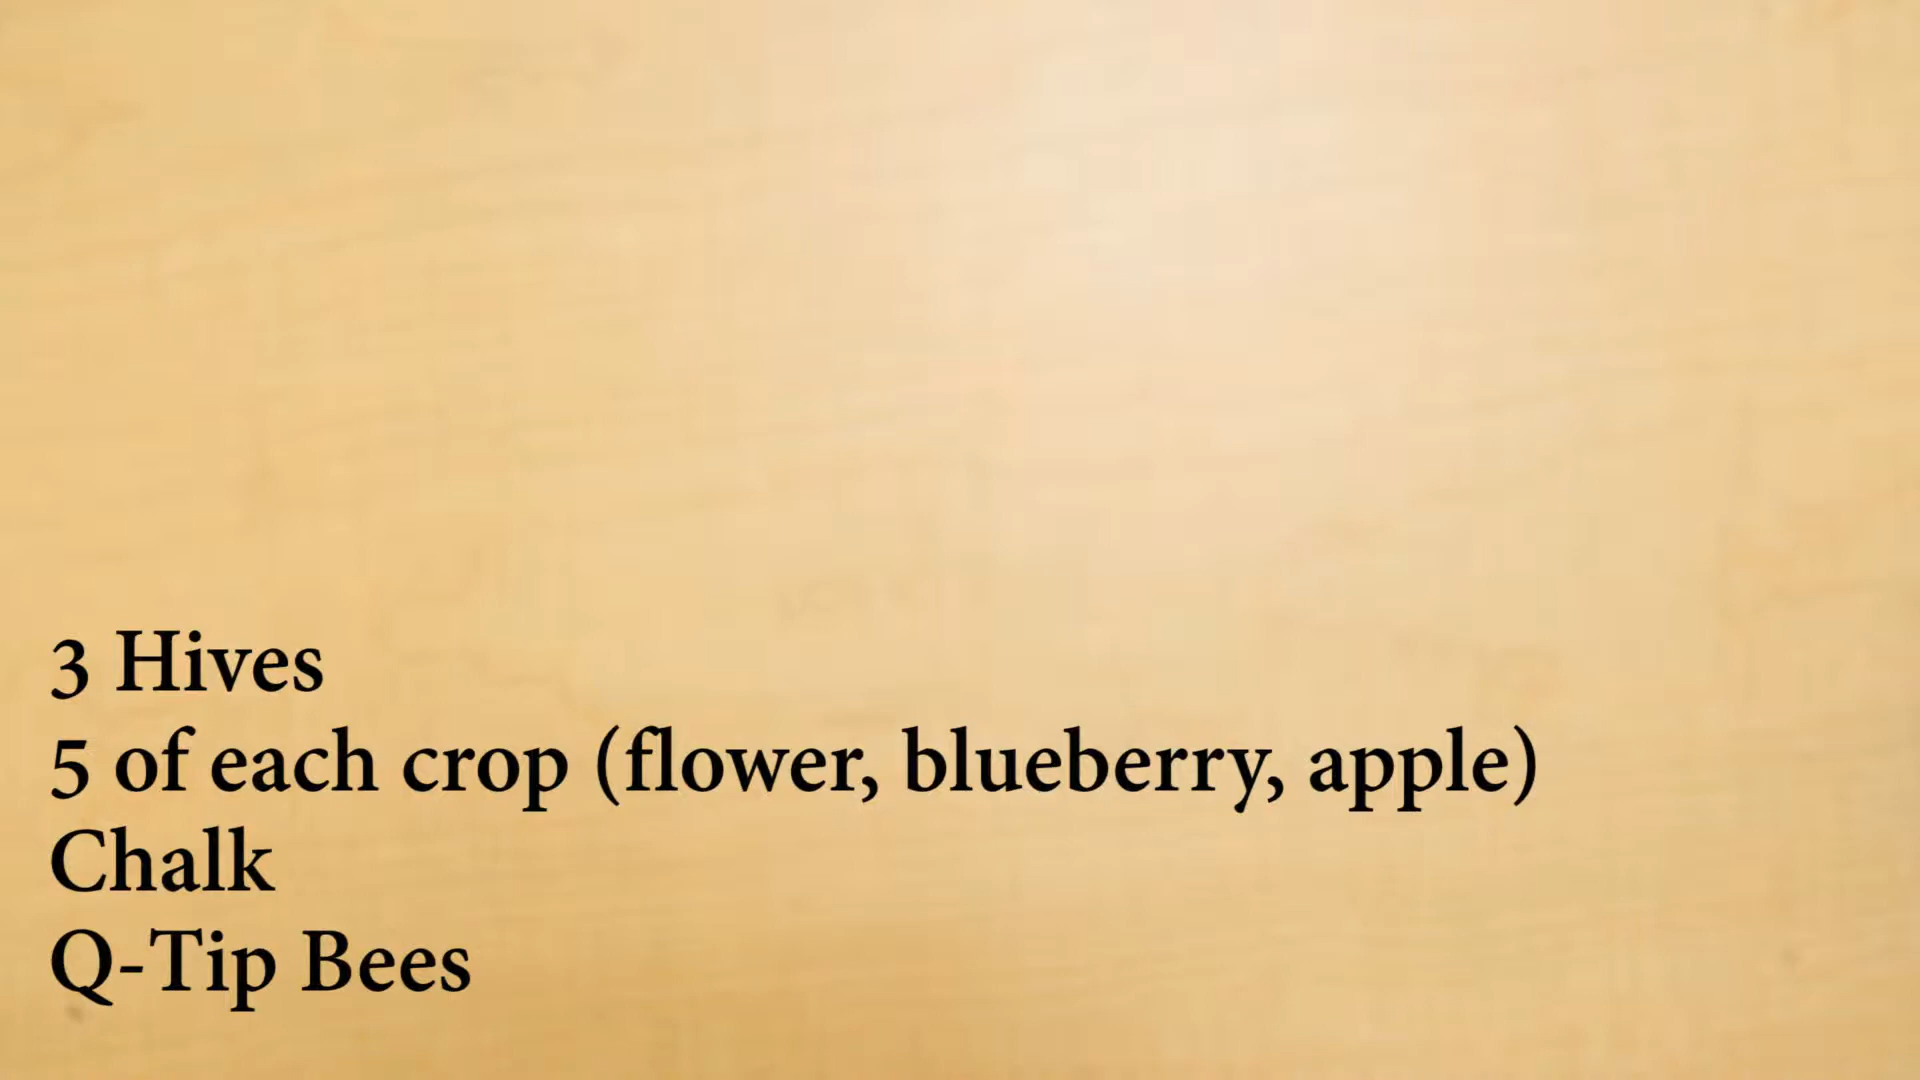 3 Hives
5 of each crop (flower, blueberry, apple)
Chalk
Q-Tip Bees